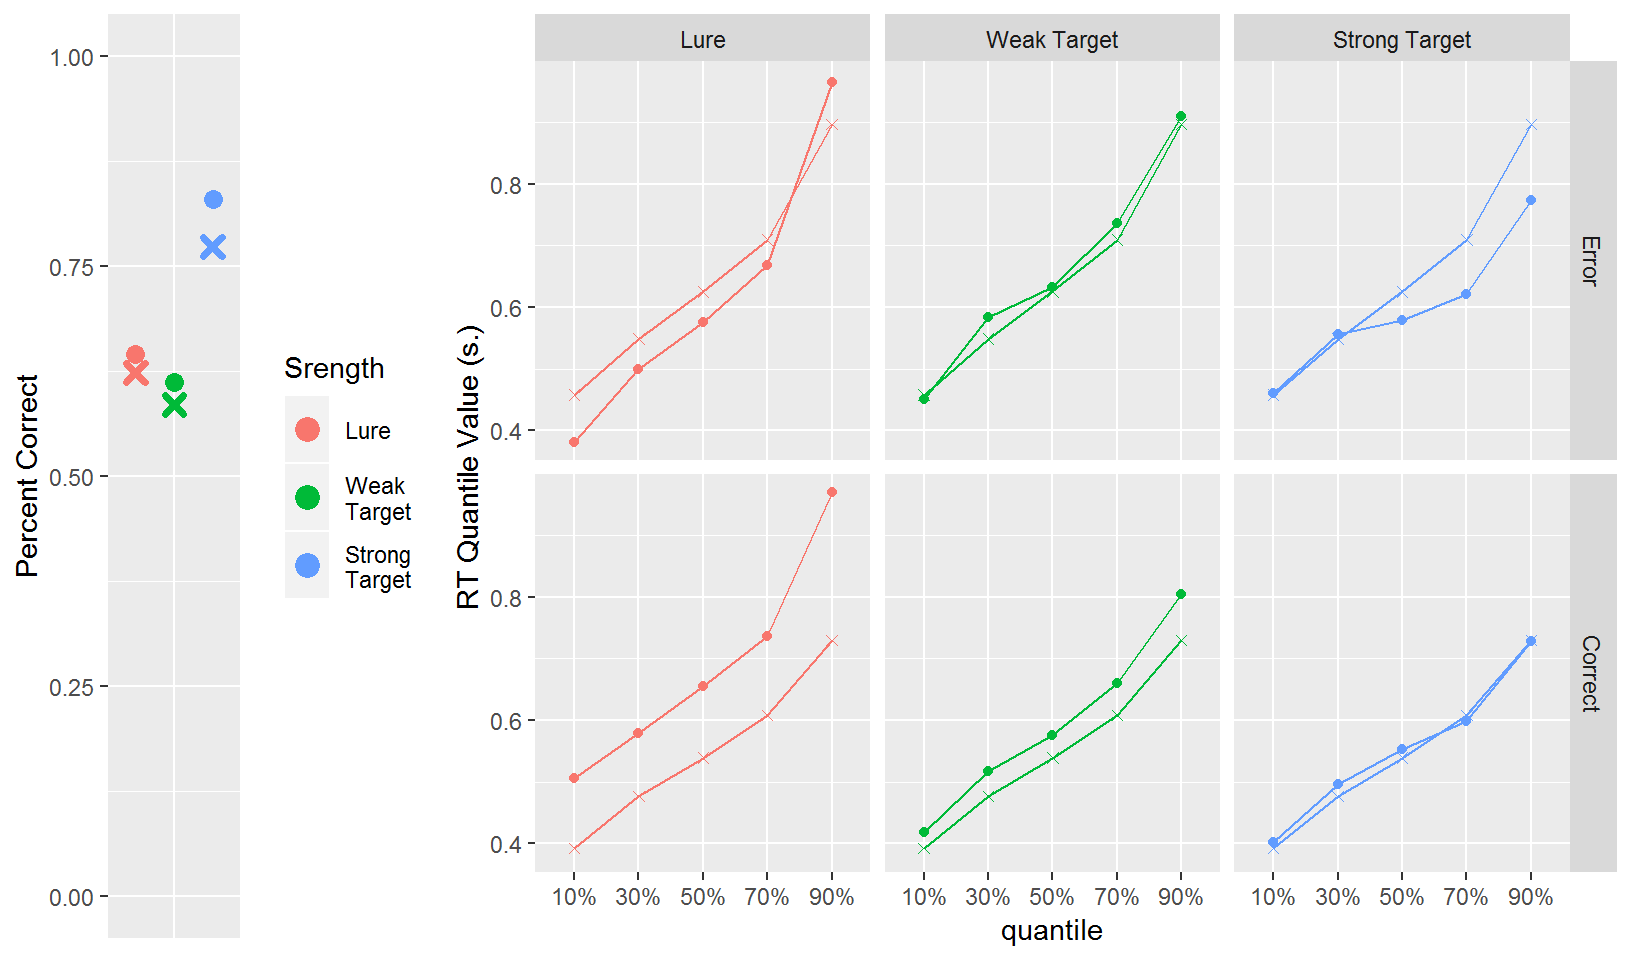 Percent Correct
1.00
0.75
0.50
0.25
0.00
Srength
Lure
Weak
Target
Strong
Target
RT Quantile Value (s.)
Lure
Weak Target
Strong Target
0.8
0.6
0.4
Error
0.8
0.6
0.4
Correct
10% 30% 50% 70% 90%
10% 30% 50% 70% 90%
10% 30% 50% 70% 90%
quantile